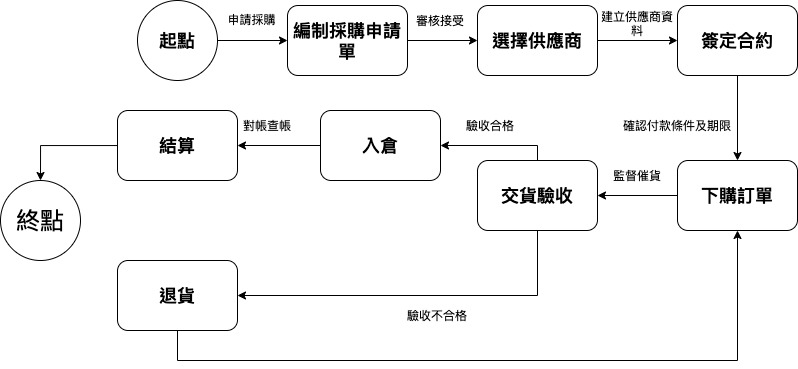 起點
申請採購
編制採購申請
單
審核接受
選擇供應商
建立供應商資
料
簽定合約
確認付款條件及期限
下購訂單
監督催貨
交貨驗收
驗收合格
入倉
對帳查帳
結算
終點
退貨
驗收不合格